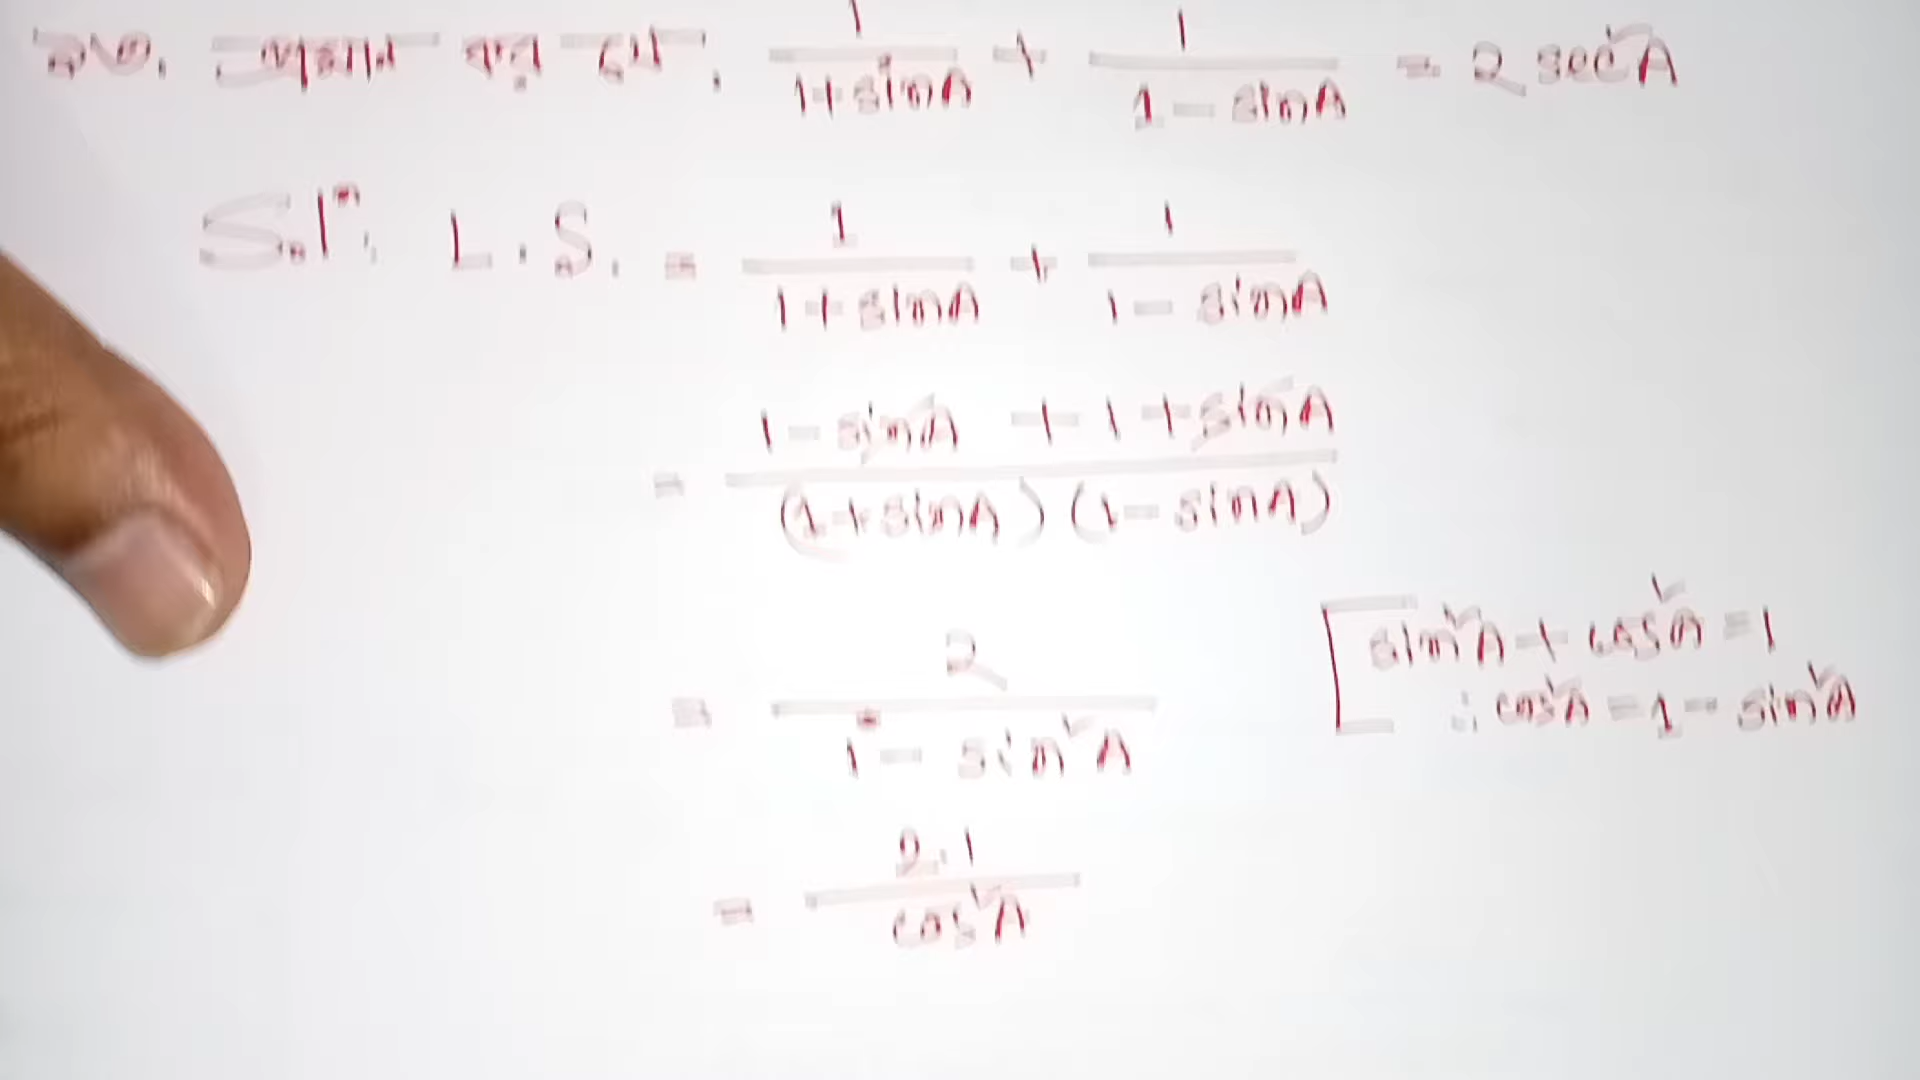 প্রমাণ কর যে, 1/(1+sinA) + 1/(1-sinA) = 2 sec²A
Sol^n: L.S. = 1/(1+sinA) + 1/(1-sinA)
= (1-sinA + 1+sinA)/((1+sinA)(1-sinA))
= 2/(1-sin²A)
[sin²A + cos²A = 1
∴ cos²A = 1-sin²A
= 2.1/cos²A